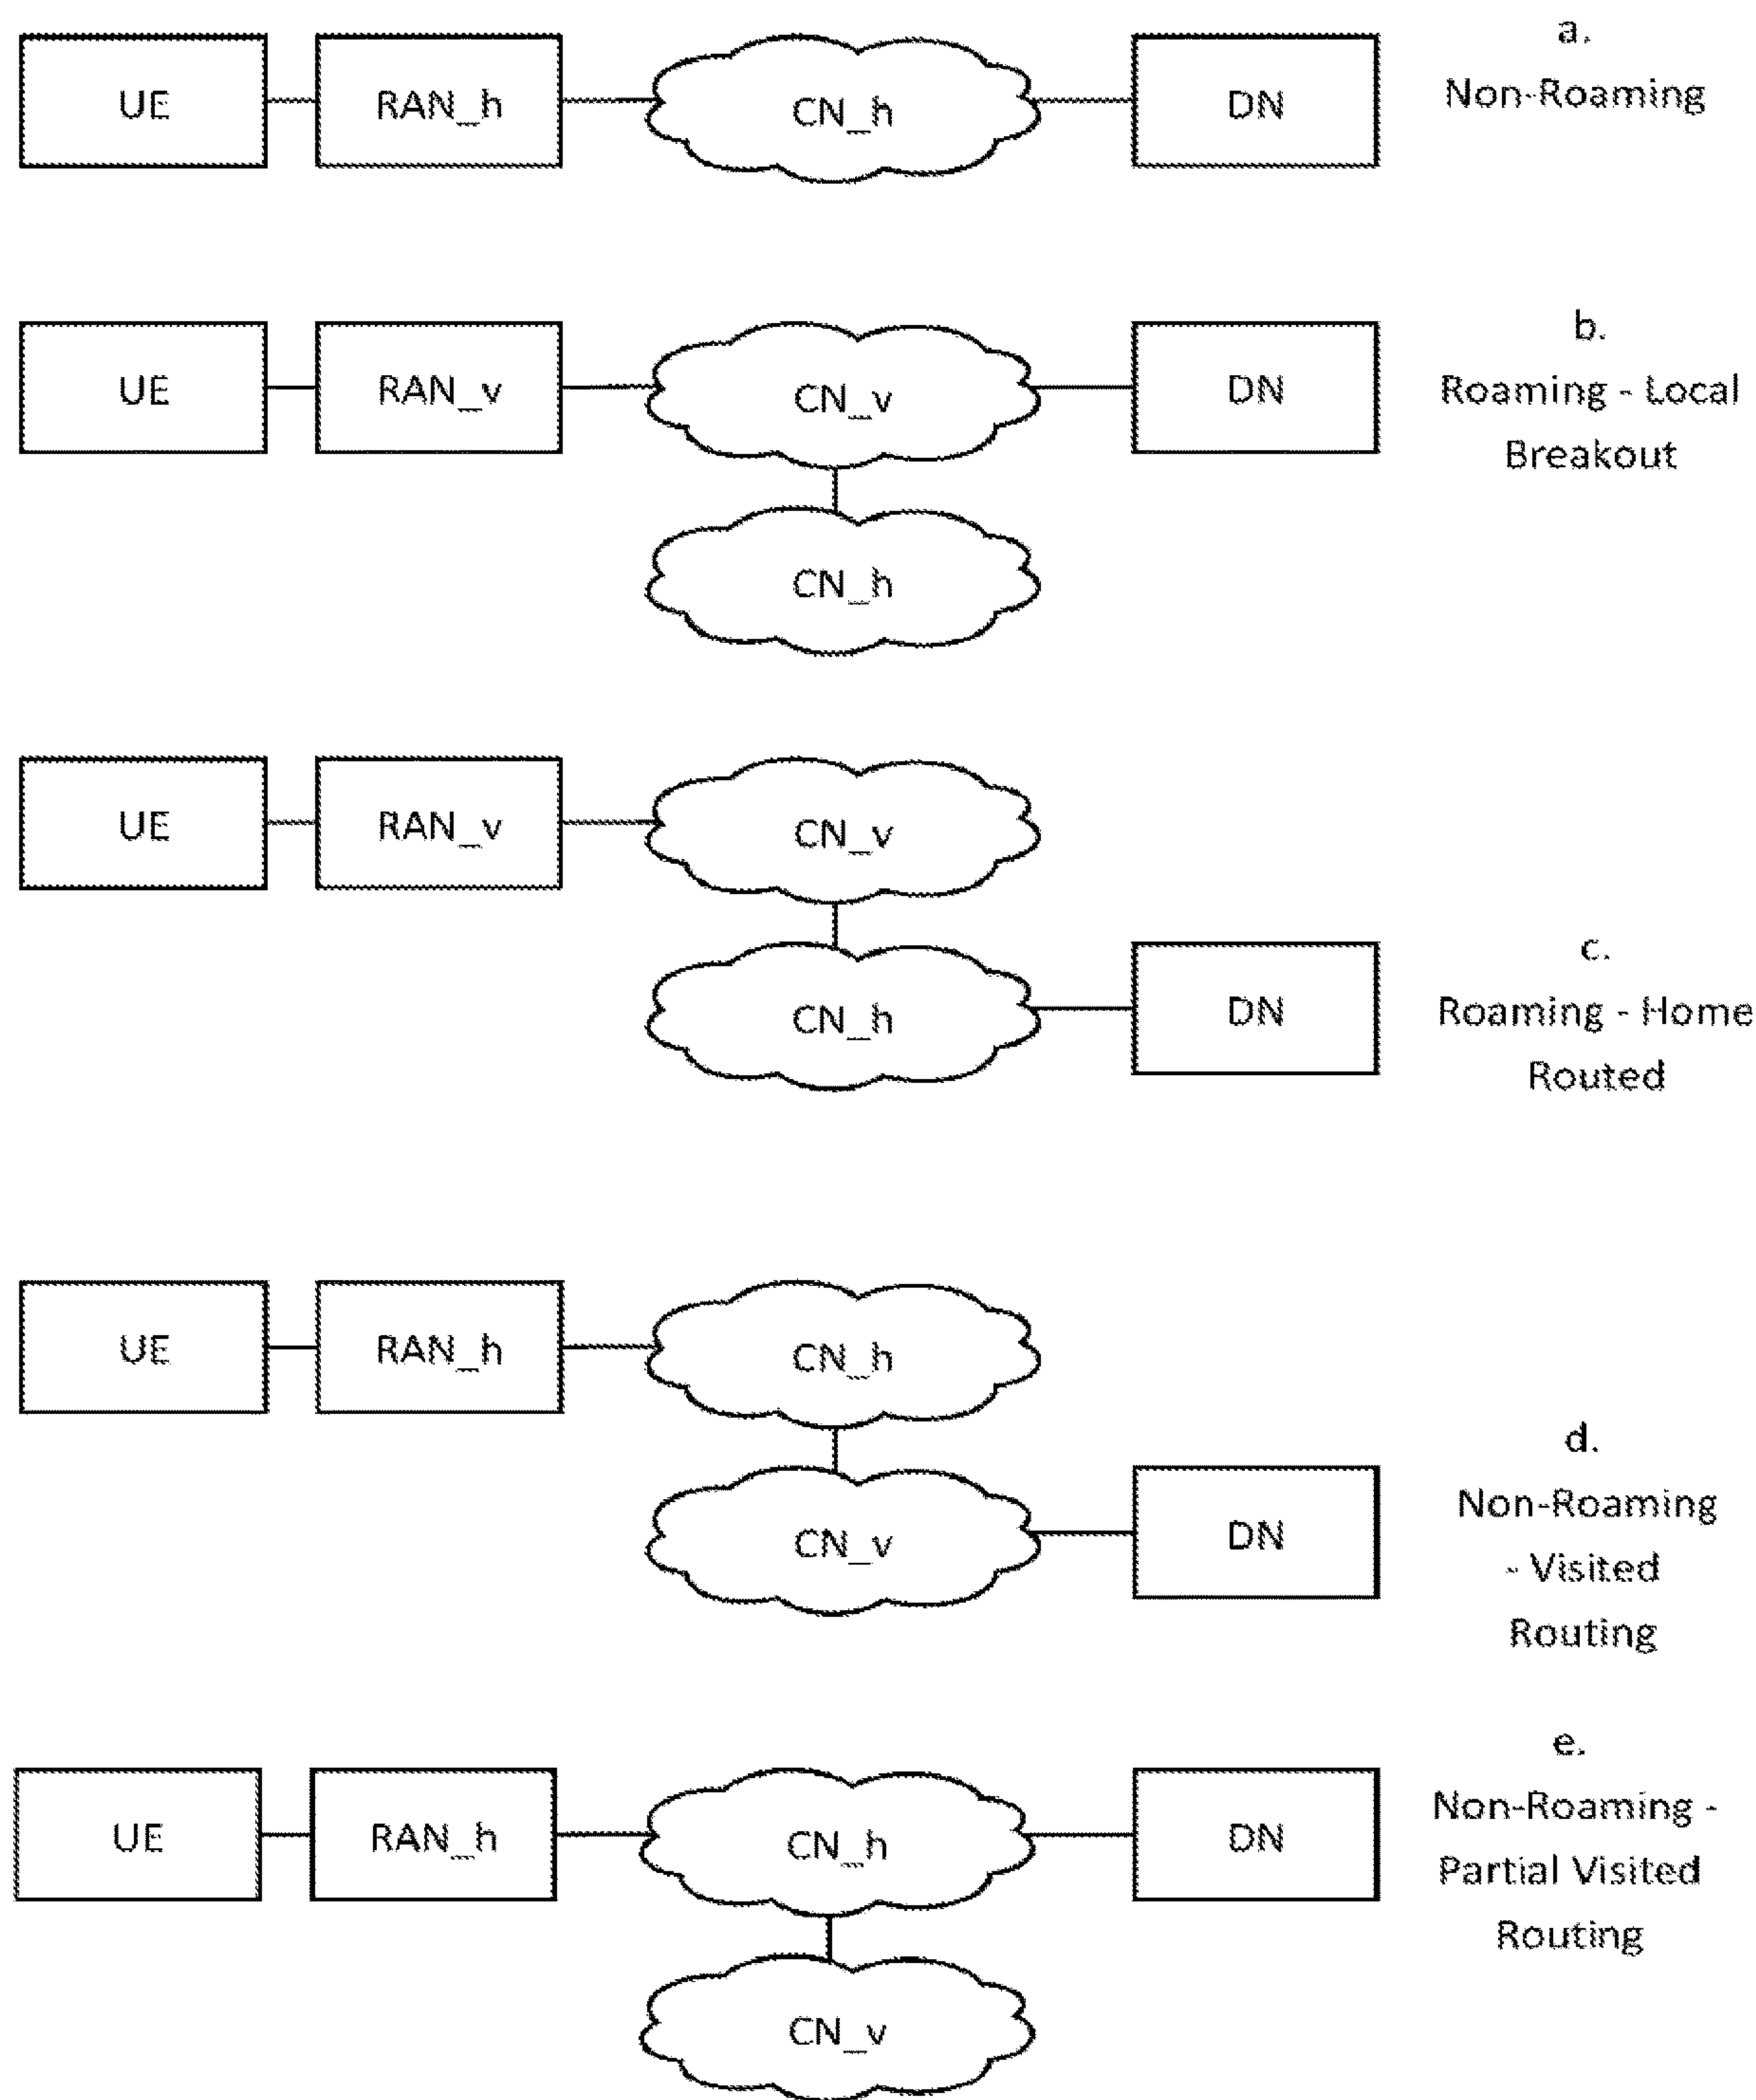 a.
UE RAN_h CN_h DN Non-Roaming
b.
UE RAN_v CN_v DN Roaming - Local
Breakout
CN_h
UE RAN_v CN_v
c.
CN_h DN Roaming - Home
Routed
UE RAN_h CN_h
d.
Non-Roaming
CN_v DN - Visited
Routing
e.
Non-Roaming -
UE RAN_h CN_h DN Partial Visited
Routing
CN_v